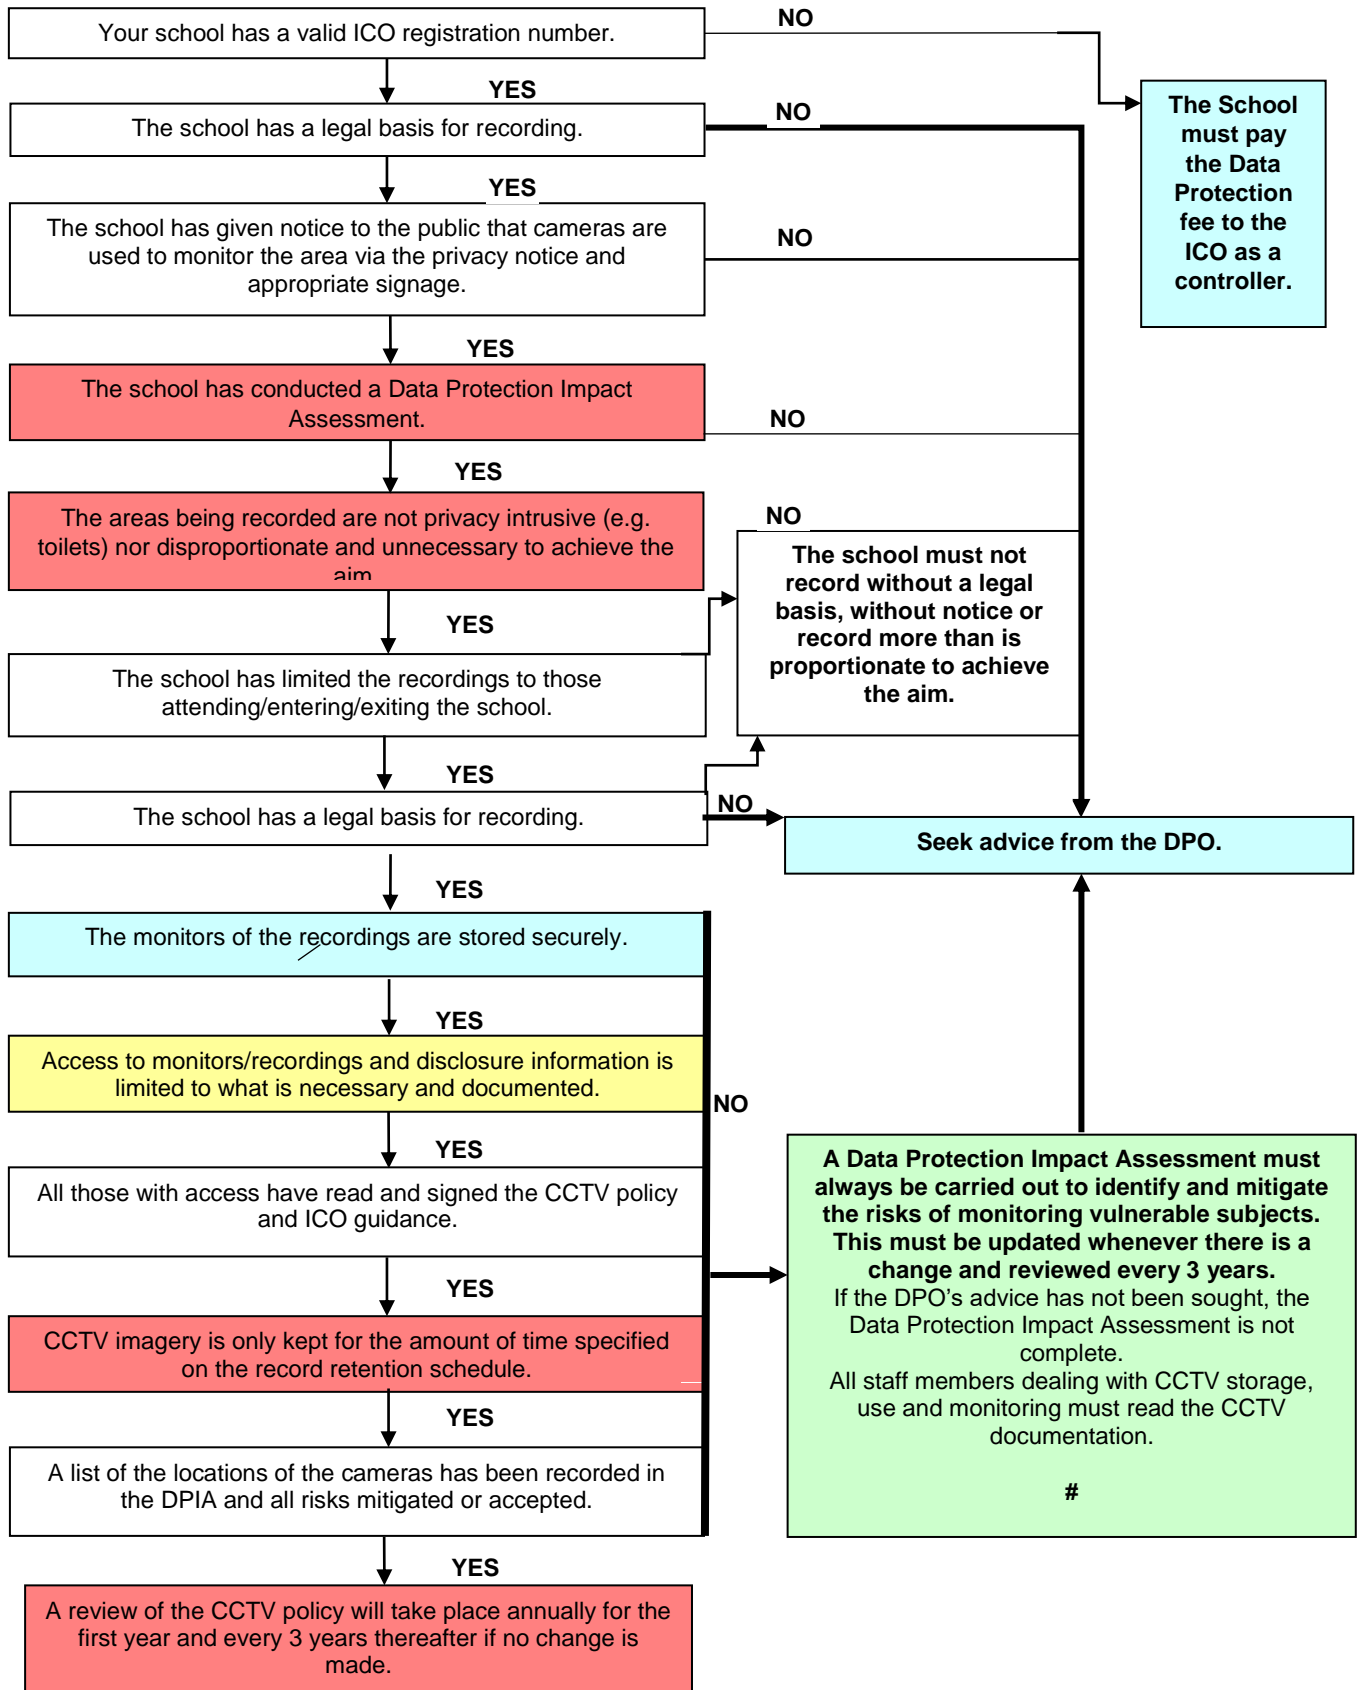 Your school has a valid ICO registration number.
NO
YES
The School
must pay
the Data
Protection
fee to the
ICO as a
controller.
The school has a legal basis for recording.
NO
YES
The school has given notice to the public that cameras are
used to monitor the area via the privacy notice and
appropriate signage.
NO
YES
The school has conducted a Data Protection Impact
Assessment.
NO
YES
The areas being recorded are not privacy intrusive (e.g.
toilets) nor disproportionate and unnecessary to achieve the
aim
NO
The school must not
record without a legal
basis, without notice or
record more than is
proportionate to achieve
the aim.
YES
The school has limited the recordings to those
attending/entering/exiting the school.
YES
The school has a legal basis for recording.
NO
Seek advice from the DPO.
YES
The monitors of the recordings are stored securely.
YES
Access to monitors/recordings and disclosure information is
limited to what is necessary and documented.
NO
YES
All those with access have read and signed the CCTV policy
and ICO guidance.
YES
A Data Protection Impact Assessment must
always be carried out to identify and mitigate
the risks of monitoring vulnerable subjects.
This must be updated whenever there is a
change and reviewed every 3 years.
If the DPO’s advice has not been sought, the
Data Protection Impact Assessment is not
complete.
All staff members dealing with CCTV storage,
use and monitoring must read the CCTV
documentation.
#
CCTV imagery is only kept for the amount of time specified
on the record retention schedule.
YES
A list of the locations of the cameras has been recorded in
the DPIA and all risks mitigated or accepted.
YES
A review of the CCTV policy will take place annually for the
first year and every 3 years thereafter if no change is
made.